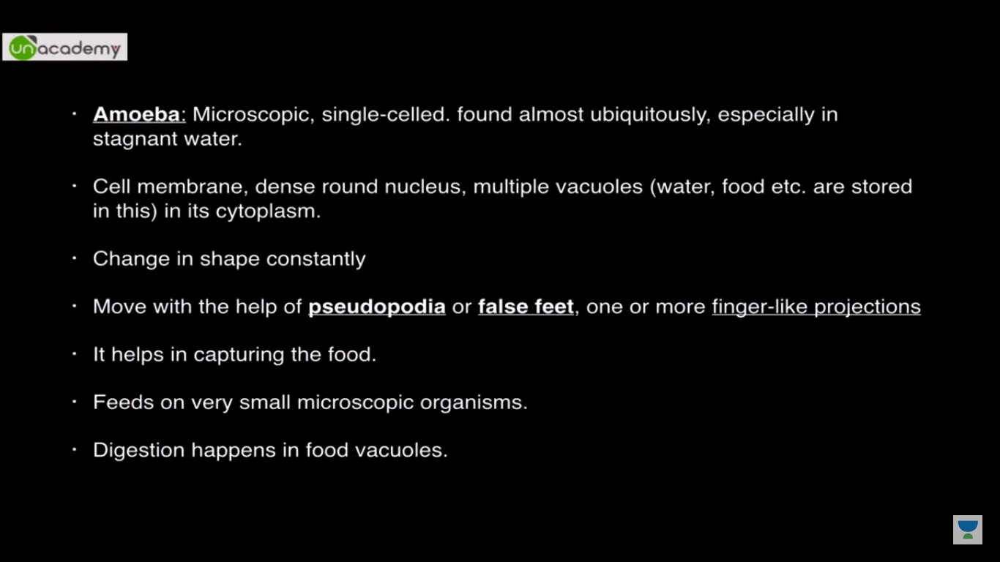 unacademy
· Amoeba: Microscopic, single-celled. found almost ubiquitously, especially in
stagnant water.
· Cell membrane, dense round nucleus, multiple vacuoles (water, food etc. are stored
in this) in its cytoplasm.
· Change in shape constantly
· Move with the help of pseudopodia or false feet, one or more finger-like projections
· It helps in capturing the food.
· Feeds on very small microscopic organisms.
· Digestion happens in food vacuoles.